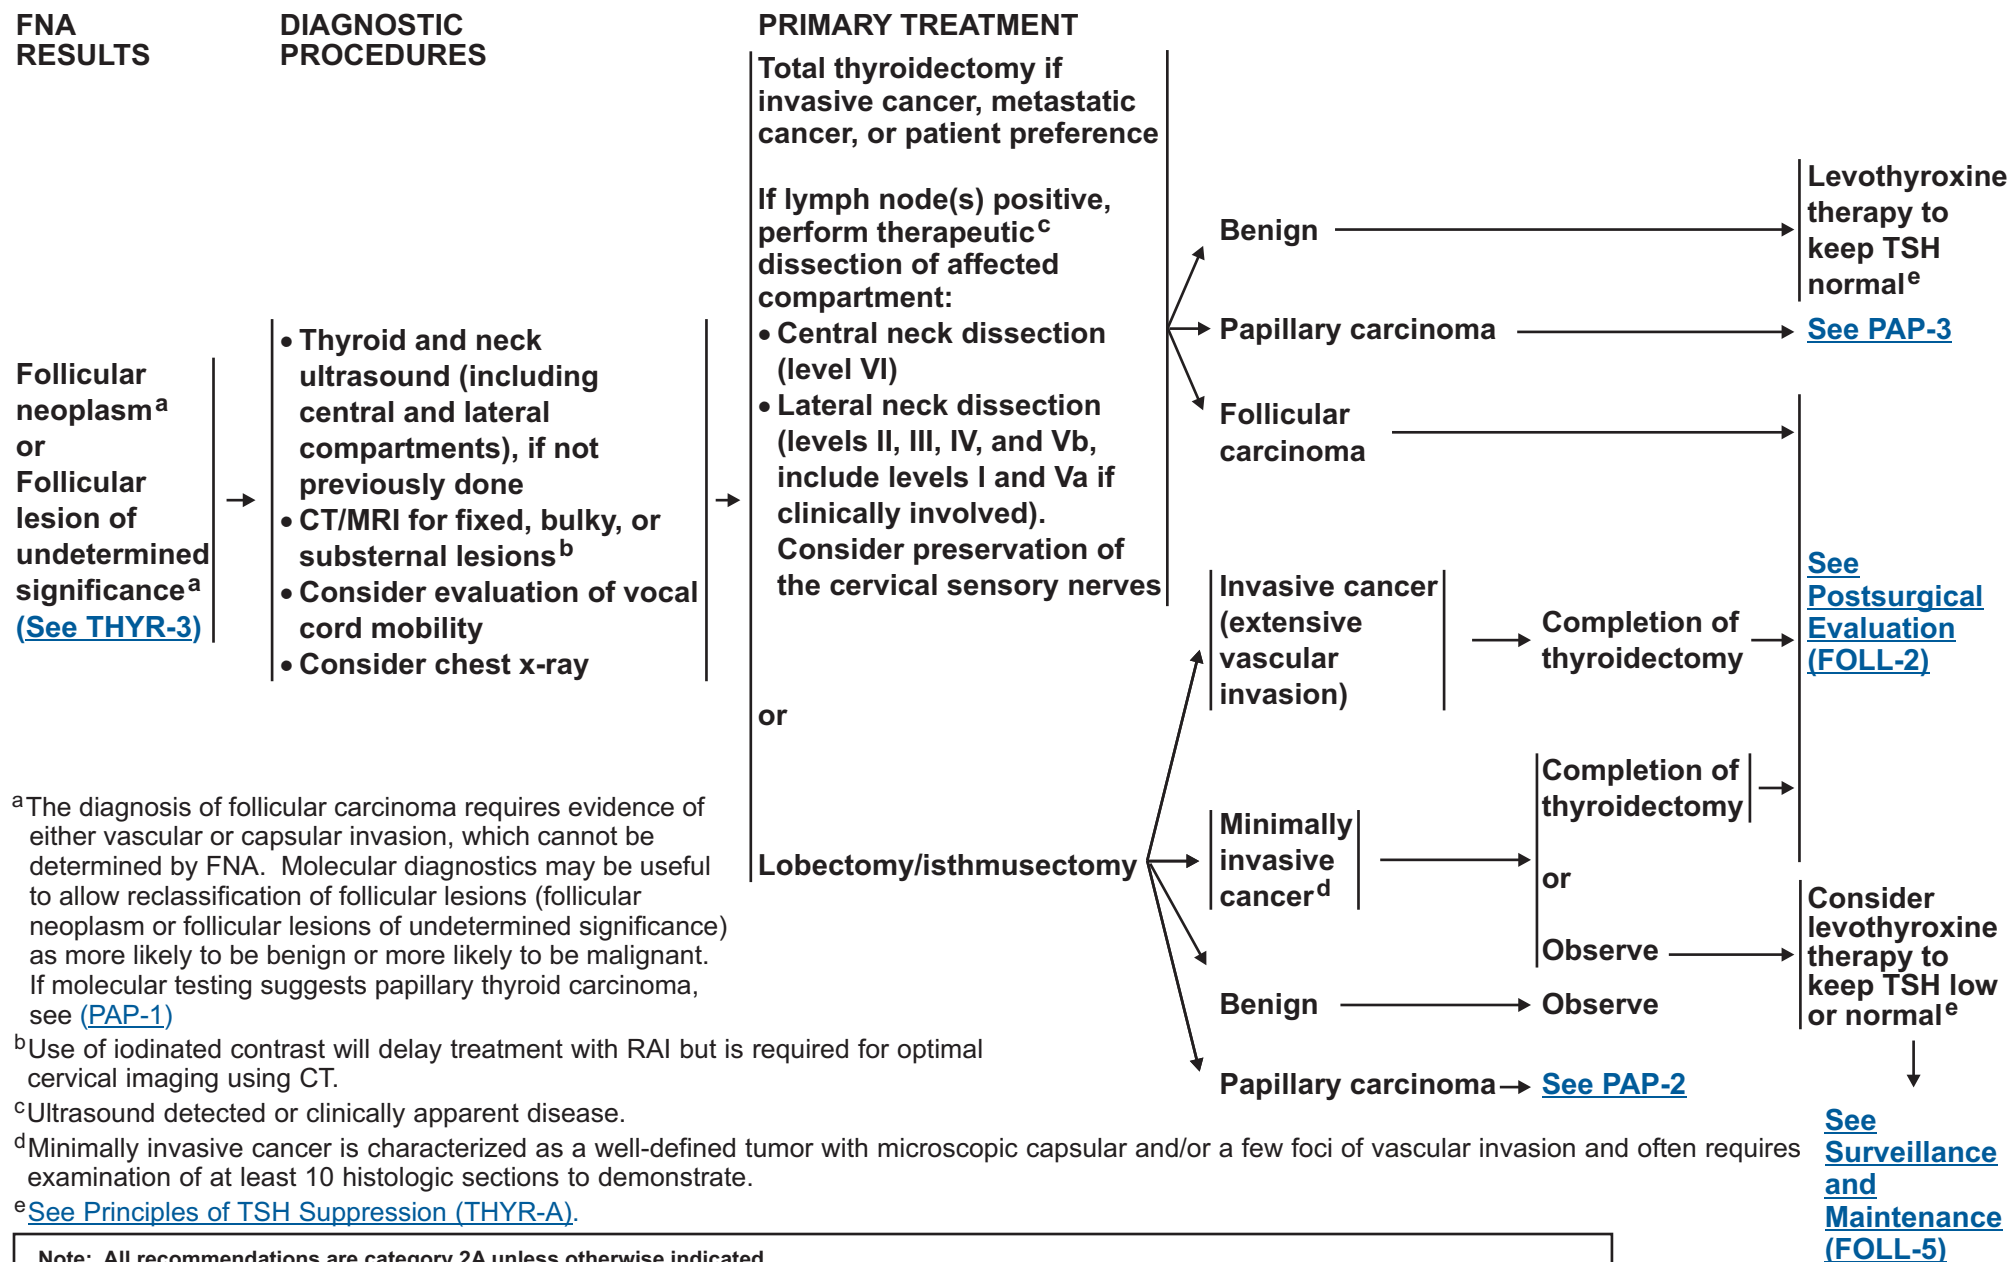 FNA
RESULTS
DIAGNOSTIC
PROCEDURES
PRIMARY TREATMENT
Follicular
neoplasm a
or
Follicular
lesion of
undetermined
significance a
(See THYR-3)
• Thyroid and neck
ultrasound (including
central and lateral
compartments), if not
previously done
• CT/MRI for fixed, bulky, or
substernal lesions b
• Consider evaluation of vocal
cord mobility
• Consider chest x-ray
Total thyroidectomy if
invasive cancer, metastatic
cancer, or patient preference
If lymph node(s) positive,
perform therapeutic c
dissection of affected
compartment:
• Central neck dissection
(level VI)
• Lateral neck dissection
(levels II, III, IV, and Vb,
include levels I and Va if
clinically involved).
Consider preservation of
the cervical sensory nerves
or
Lobectomy/isthmusectomy
Benign
Levothyroxine
therapy to
keep TSH
normal e
Papillary carcinoma
See PAP-3
Follicular
carcinoma
Invasive cancer
(extensive
vascular
invasion)
Completion of
thyroidectomy
See
Postsurgical
Evaluation
(FOLL-2)
Minimally
invasive
cancer d
Completion of
thyroidectomy
or
Observe
Consider
levothyroxine
therapy to
keep TSH low
or normal e
Benign
Observe
Papillary carcinoma
See PAP-2
See
Surveillance
and
Maintenance
(FOLL-5)
a The diagnosis of follicular carcinoma requires evidence of
either vascular or capsular invasion, which cannot be
determined by FNA. Molecular diagnostics may be useful
to allow reclassification of follicular lesions (follicular
neoplasm or follicular lesions of undetermined significance)
as more likely to be benign or more likely to be malignant.
If molecular testing suggests papillary thyroid carcinoma,
see (PAP-1)
b Use of iodinated contrast will delay treatment with RAI but is required for optimal
cervical imaging using CT.
c Ultrasound detected or clinically apparent disease.
d Minimally invasive cancer is characterized as a well-defined tumor with microscopic capsular and/or a few foci of vascular invasion and often requires
examination of at least 10 histologic sections to demonstrate.
e See Principles of TSH Suppression (THYR-A).
Note: All recommendations are category 2A unless otherwise indicated